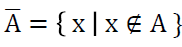 A̅ = { x | x ∉ A }